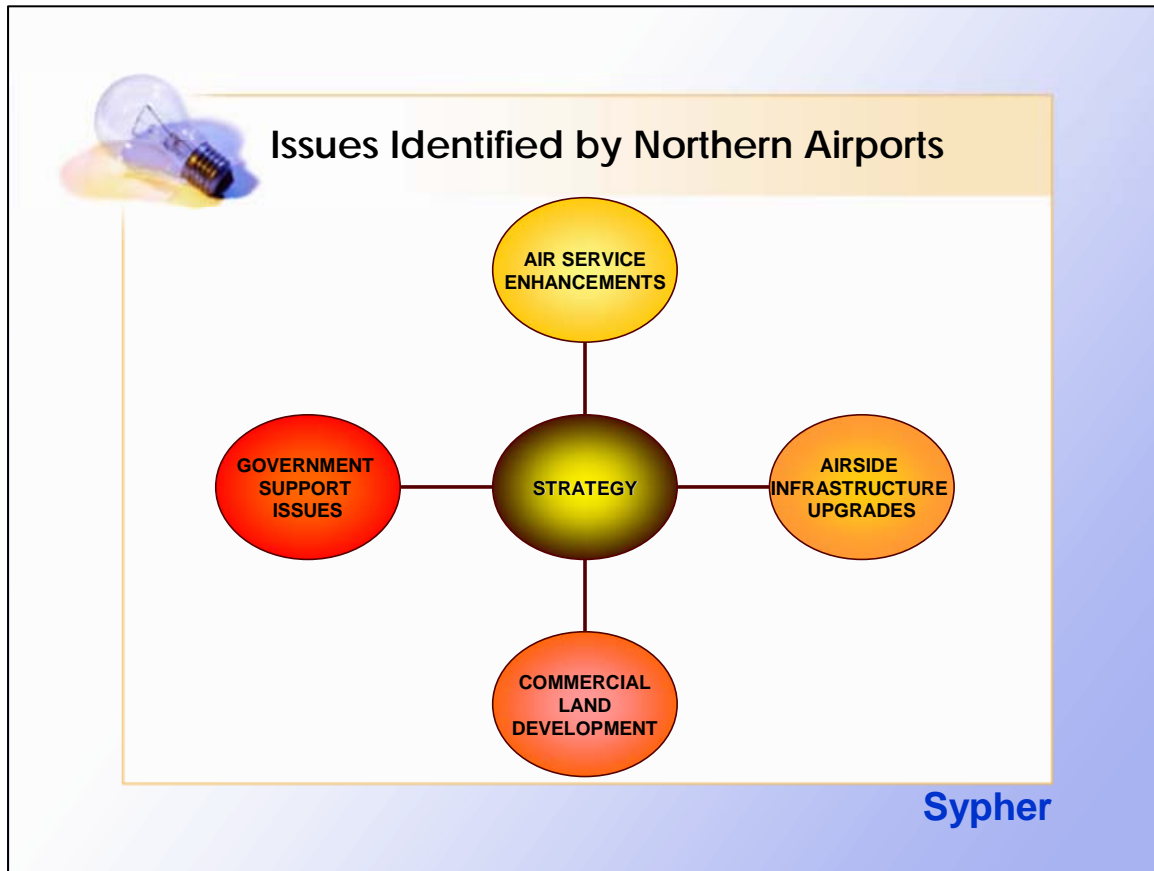 Issues Identified by Northern Airports
AIR SERVICE
ENHANCEMENTS
GOVERNMENT
SUPPORT
ISSUES
STRATEGY
AIRSIDE
INFRASTRUCTURE
UPGRADES
COMMERCIAL
LAND
DEVELOPMENT
Sypher